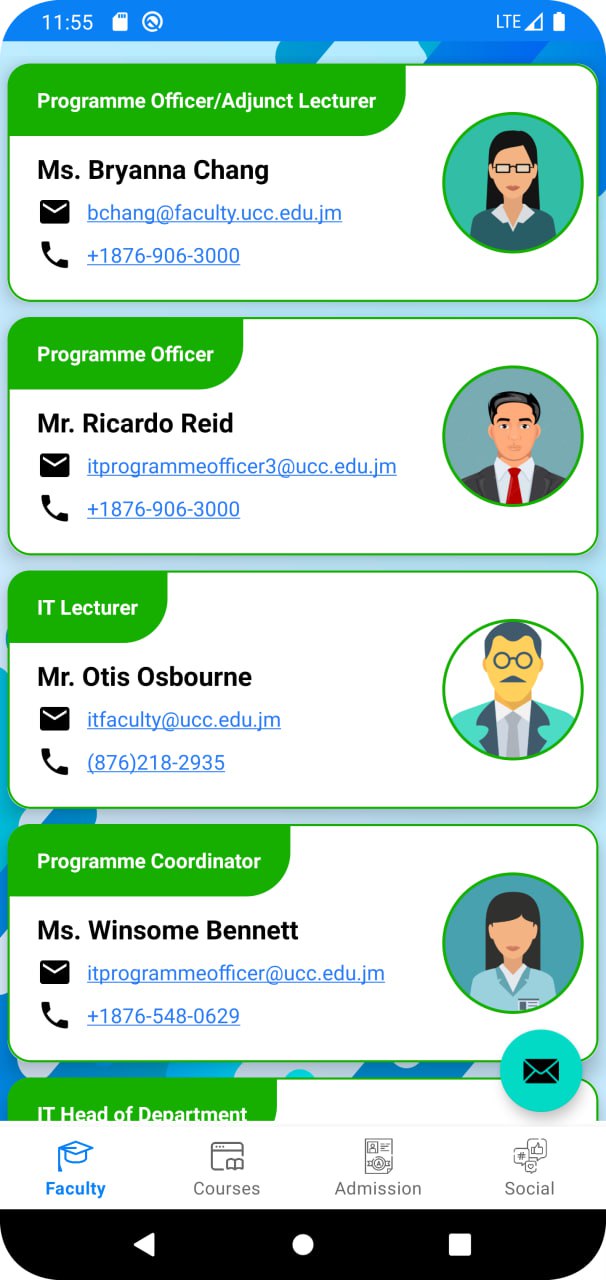 11:55
LTE
Programme Officer/Adjunct Lecturer
Ms. Bryanna Chang
bchang@faculty.ucc.edu.jm
+1876-906-3000
Programme Officer
Mr. Ricardo Reid
itprogrammeofficer3@ucc.edu.jm
+1876-906-3000
IT Lecturer
Mr. Otis Osbourne
itfaculty@ucc.edu.jm
(876)218-2935
Programme Coordinator
Ms. Winsome Bennett
itprogrammeofficer@ucc.edu.jm
+1876-548-0629
IT Head of Department
Faculty
Courses
Admission
Social